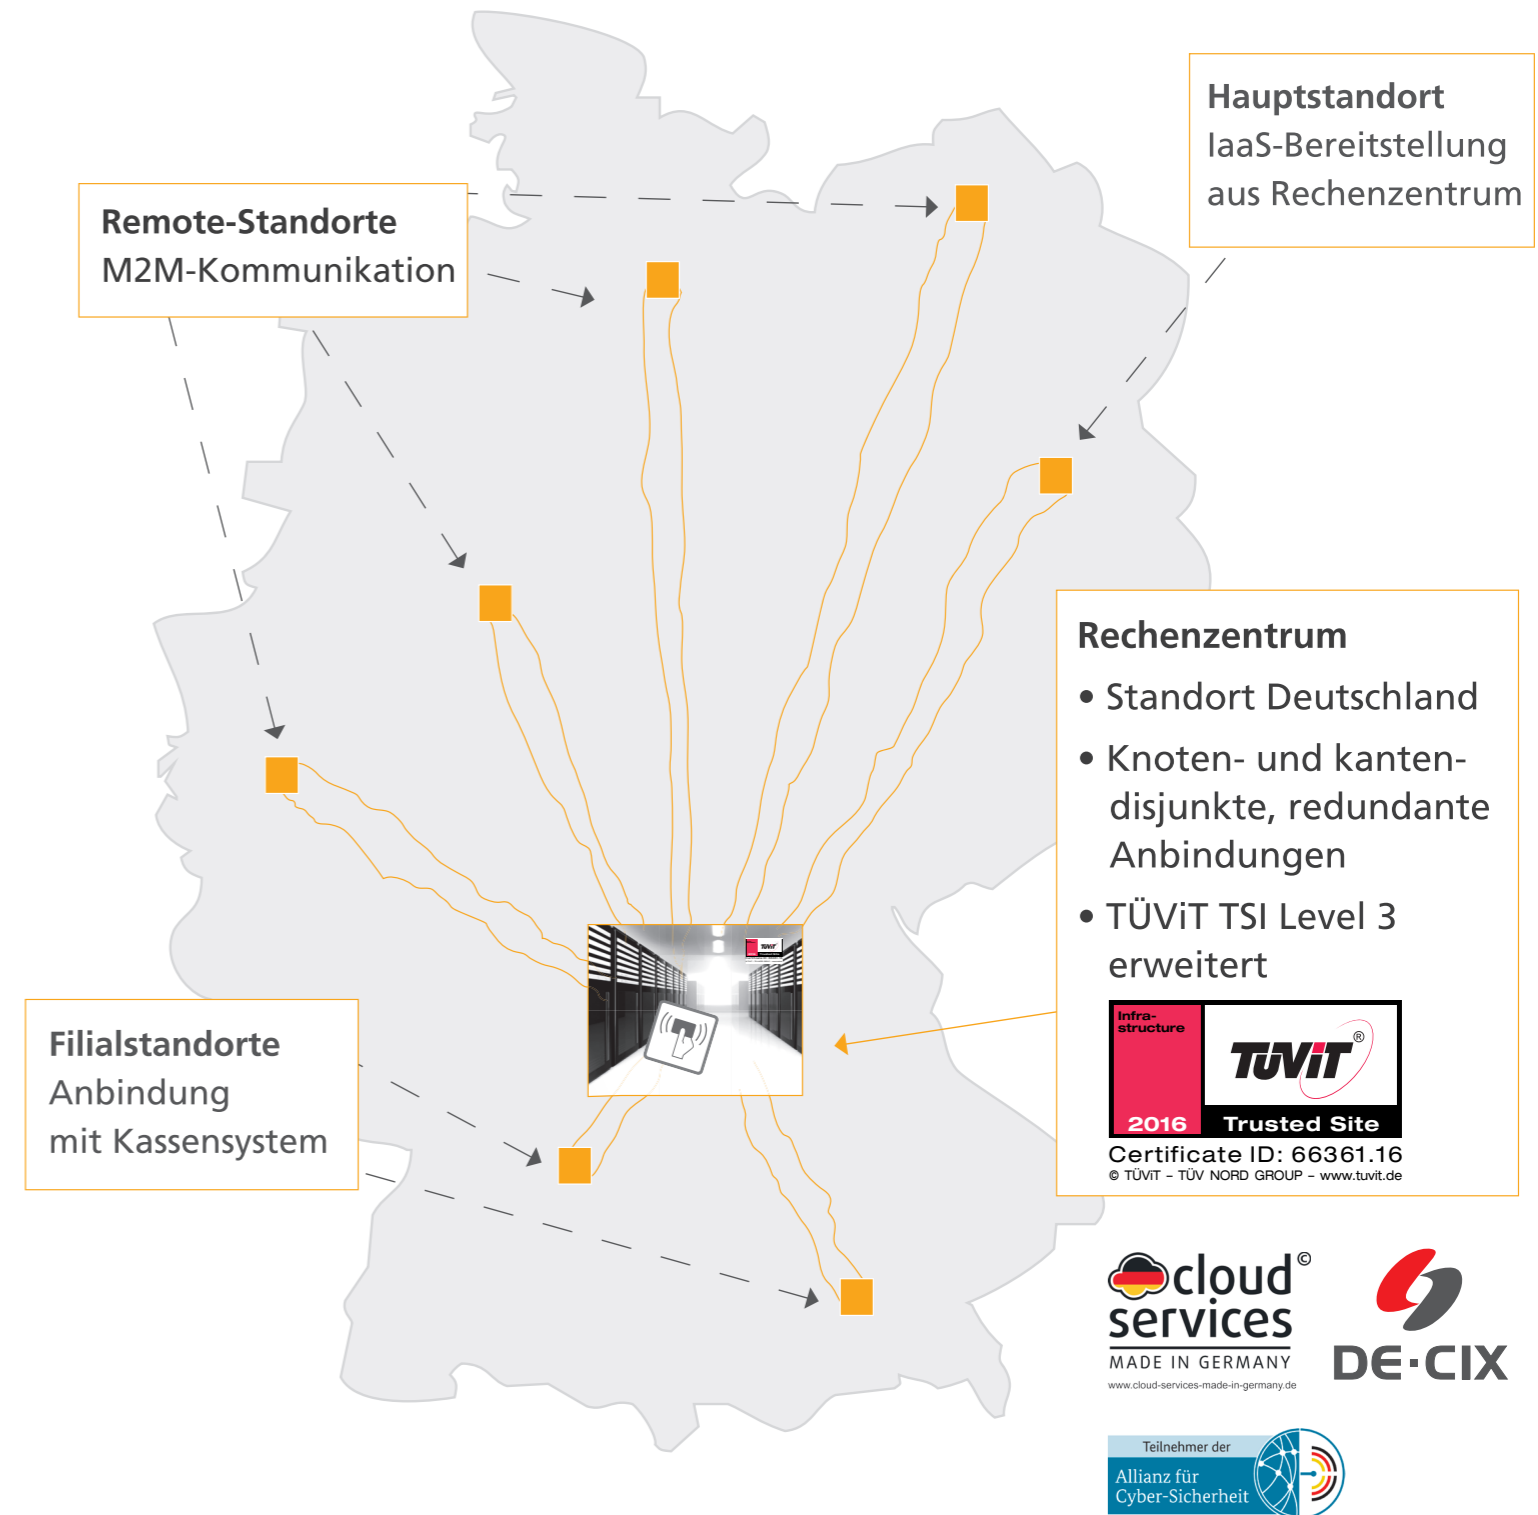 Hauptstandort
IaaS-Bereitstellung
aus Rechenzentrum
Remote-Standorte
M2M-Kommunikation
Rechenzentrum
• Standort Deutschland
• Knoten- und kanten-
disjunkte, redundante
Anbindungen
• TÜViT TSI Level 3
erweitert
Infra-
structure
TÜViT®
2016
Trusted Site
Certificate ID: 66361.16
© TÜViT – TÜV NORD GROUP – www.tuvit.de
TÜViT
Filialstandorte
Anbindung
mit Kassensystem
cloud©
services
MADE IN GERMANY
www.cloud-services-made-in-germany.de
DE·CIX
Teilnehmer der
Allianz für
Cyber-Sicherheit